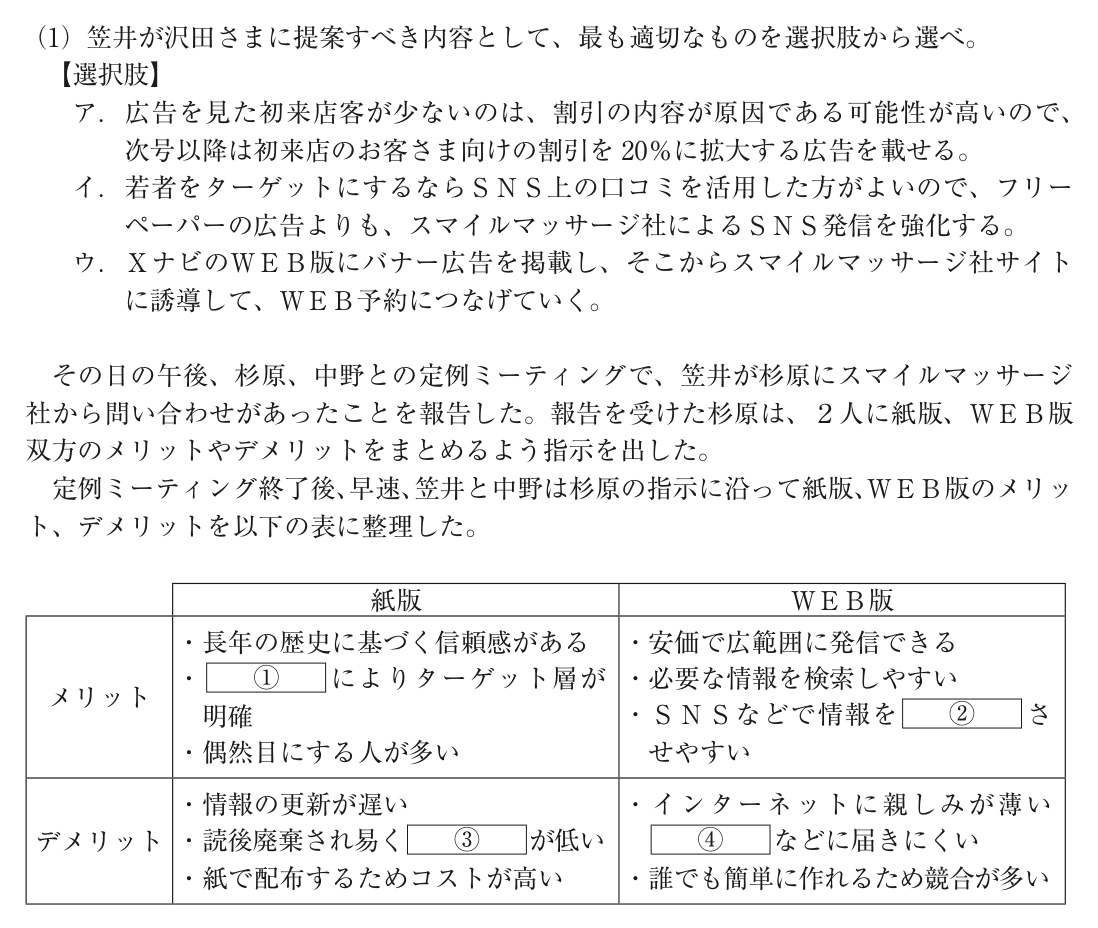 （1）笠井が沢田さまに提案すべき内容として、最も適切なものを選択肢から選べ。
【選択肢】
ア．広告を見た初来店客が少ないのは、割引の内容が原因である可能性が高いので、
次号以降は初来店のお客さま向けの割引を 20％に拡大する広告を載せる。
イ．若者をターゲットにするならＳＮＳ上の口コミを活用した方がよいので、フリー
ペーパーの広告よりも、スマイルマッサージ社によるＳＮＳ発信を強化する。
ウ．ＸナビのＷＥＢ版にバナー広告を掲載し、そこからスマイルマッサージ社サイト
に誘導して、ＷＥＢ予約につなげていく。
その日の午後、杉原、中野との定例ミーティングで、笠井が杉原にスマイルマッサージ
社から問い合わせがあったことを報告した。報告を受けた杉原は、２人に紙版、ＷＥＢ版
双方のメリットやデメリットをまとめるよう指示を出した。
定例ミーティング終了後、早速、笠井と中野は杉原の指示に沿って紙版、ＷＥＢ版のメリッ
ト、デメリットを以下の表に整理した。
紙版
ＷＥＢ版
メリット
・長年の歴史に基づく信頼感がある
・①によりターゲット層が
明確
・偶然目にする人が多い
・安価で広範囲に発信できる
・必要な情報を検索しやすい
・ＳＮＳなどで情報を②さ
せやすい
デメリット
・情報の更新が遅い
・読後廃棄され易く③が低い
・紙で配布するためコストが高い
・インターネットに親しみが薄い
④などに届きにくい
・誰でも簡単に作れるため競合が多い